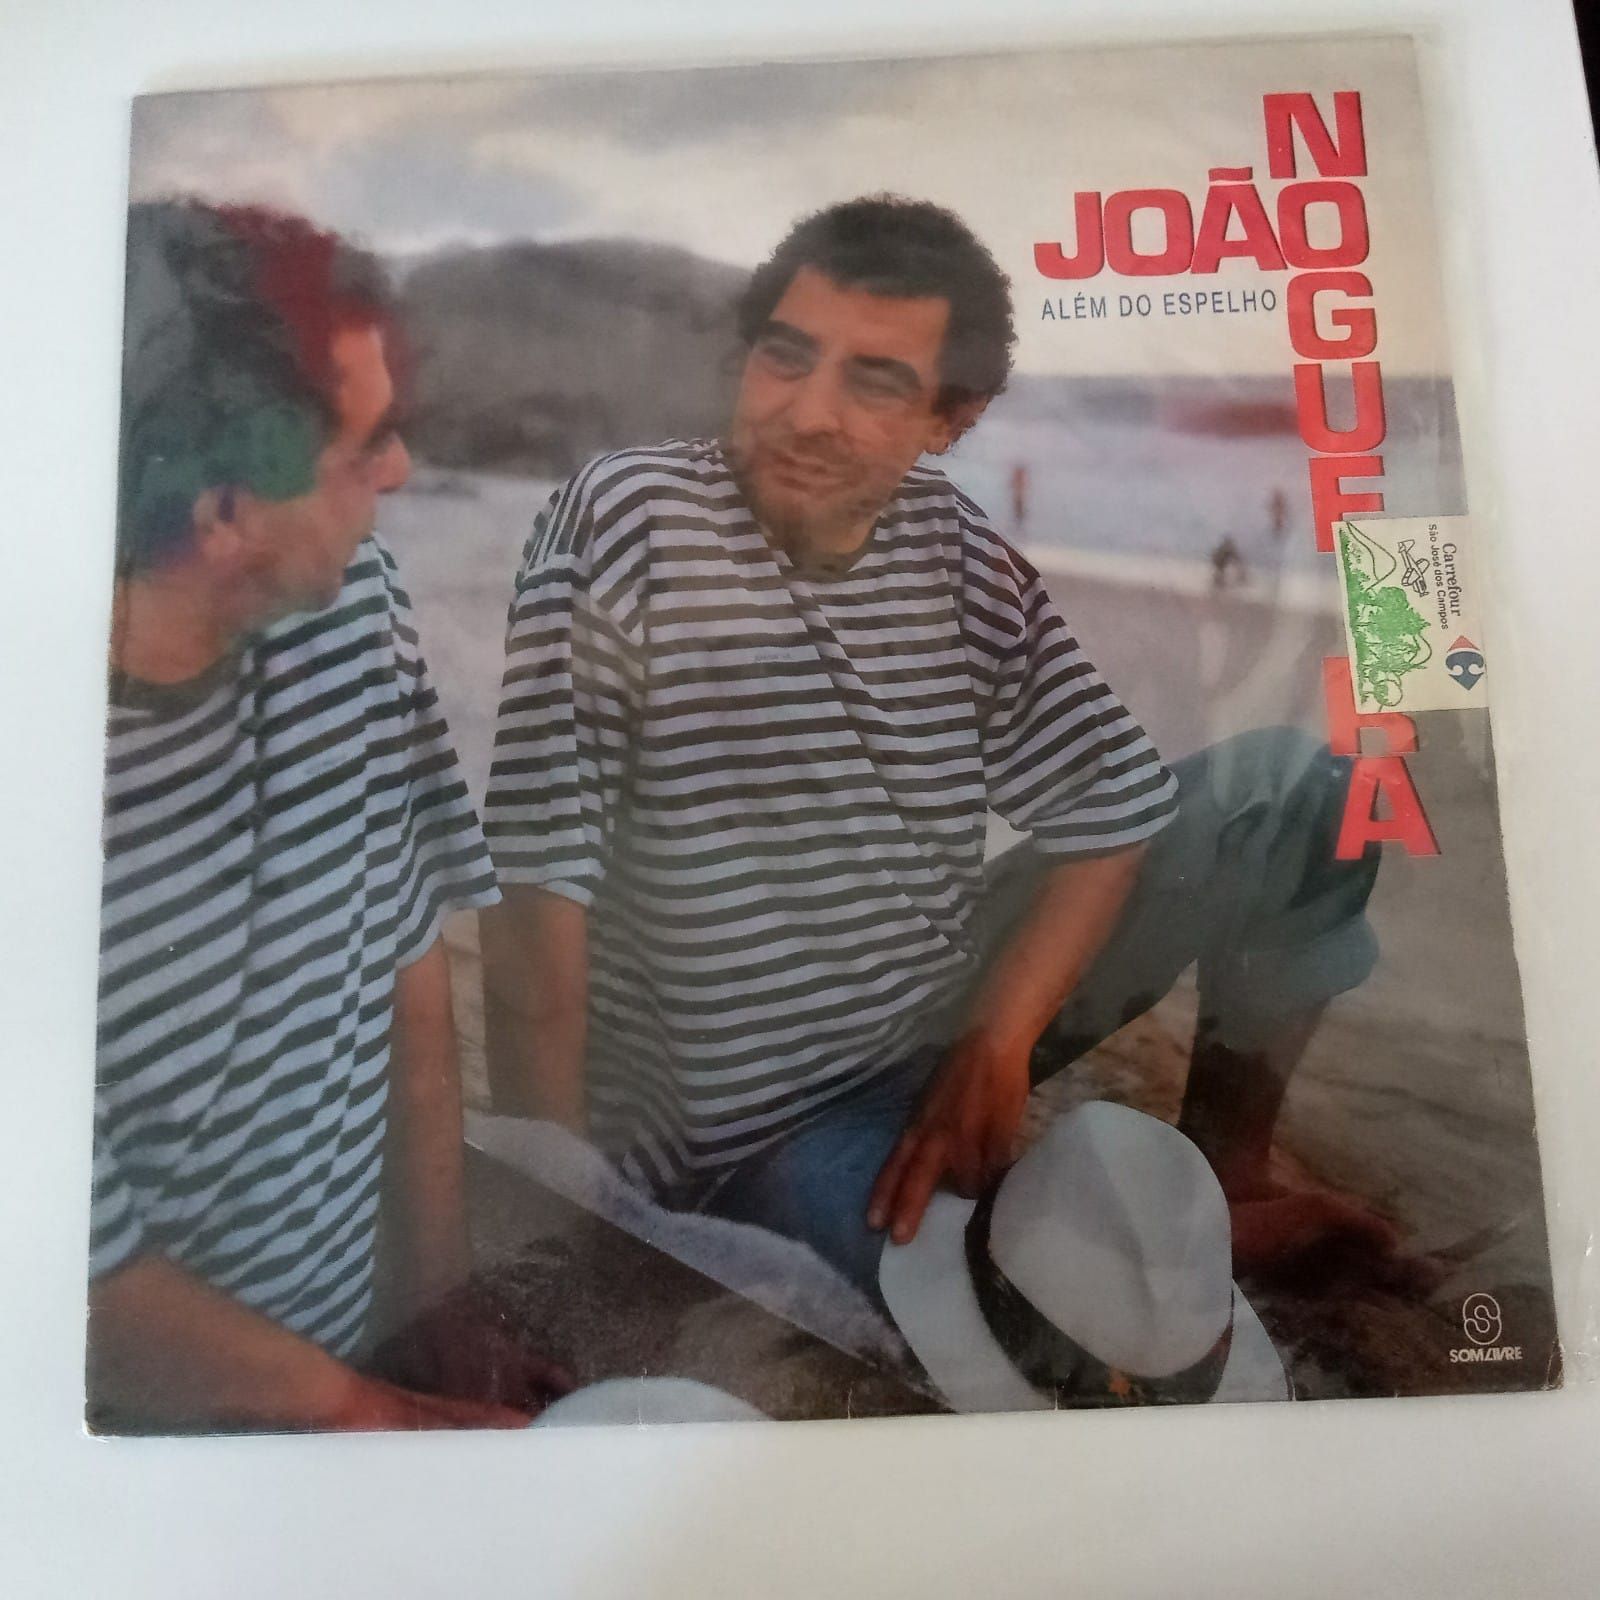 JOÃO
NOGUEIRA
ALÉM DO ESPELHO
Carrefour
São José dos Campos
SOM LIVRE